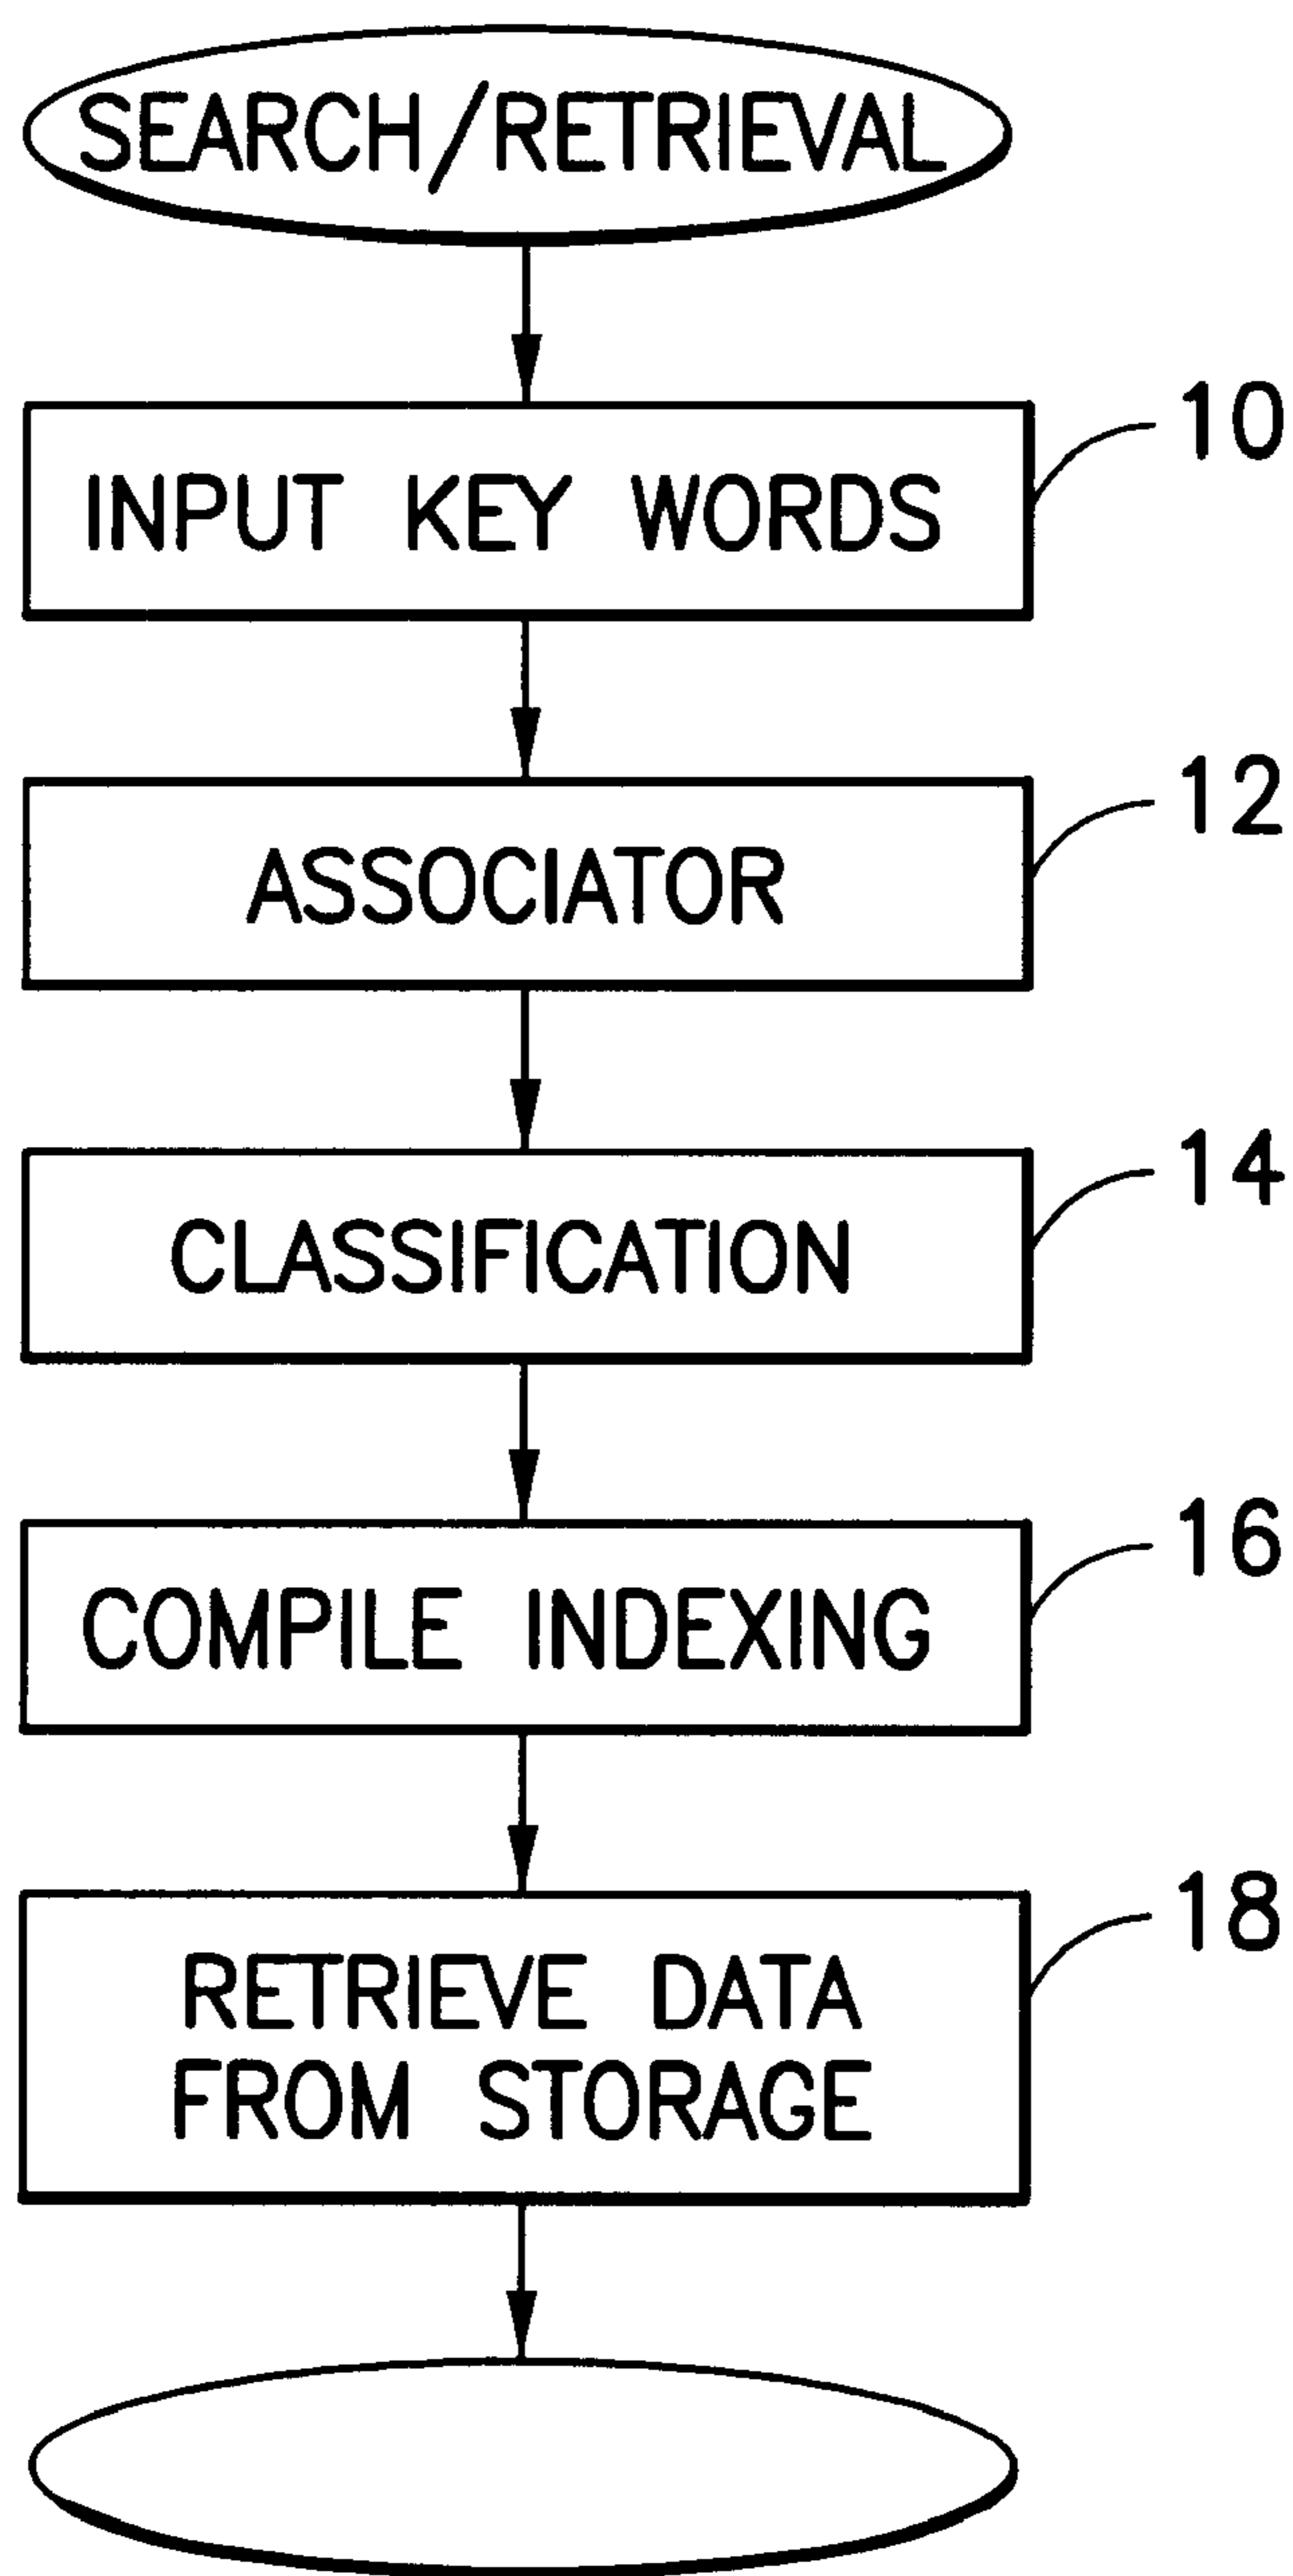 SEARCH/RETRIEVAL
10
INPUT KEY WORDS
12
ASSOCIATOR
14
CLASSIFICATION
16
COMPILE INDEXING
18
RETRIEVE DATA
FROM STORAGE